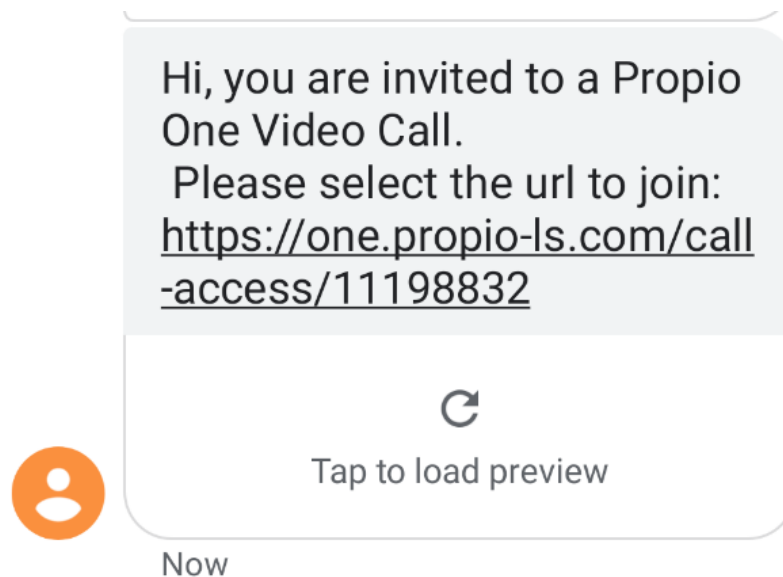 Hi, you are invited to a Propio
One Video Call.
Please select the url to join:
https://one.propio-ls.com/call
-access/11198832
Tap to load preview
Now